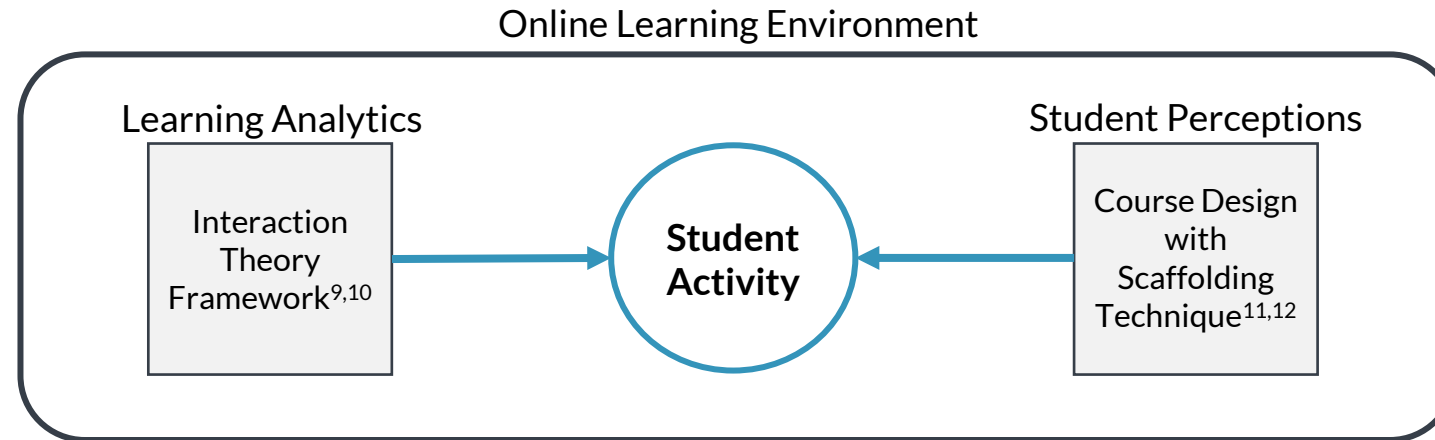 Online Learning Environment
Learning Analytics
Interaction
Theory
Framework9,10
Student
Activity
Student Perceptions
Course Design
with
Scaffolding
Technique11,12